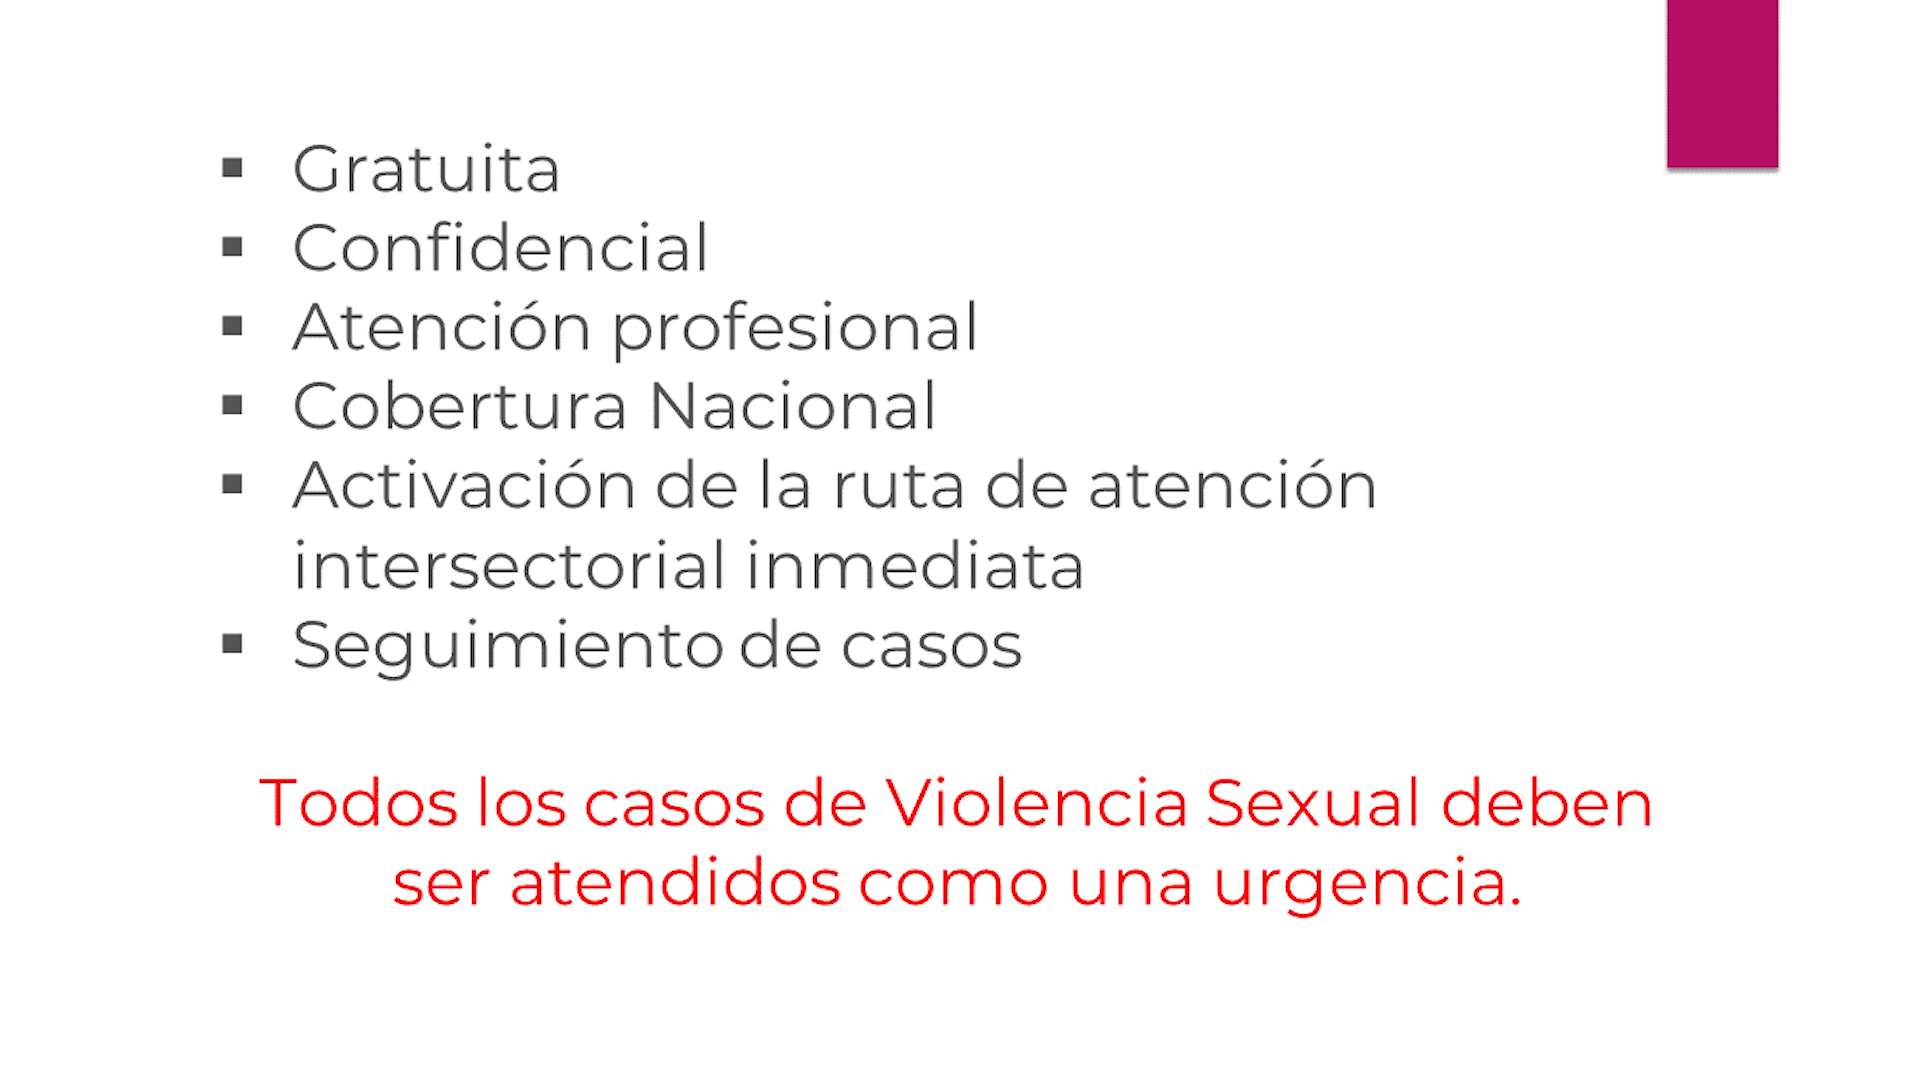 ▪ Gratuita
▪ Confidencial
▪ Atención profesional
▪ Cobertura Nacional
▪ Activación de la ruta de atención
intersectorial inmediata
▪ Seguimiento de casos
Todos los casos de Violencia Sexual deben
ser atendidos como una urgencia.